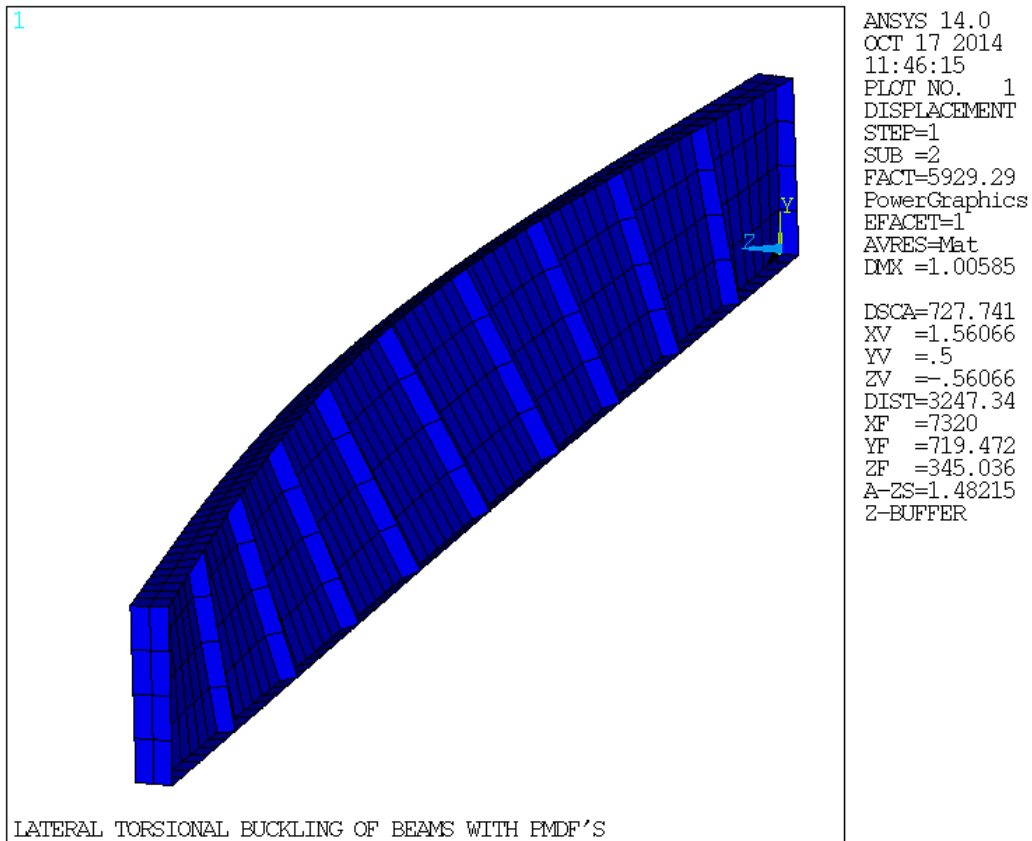 1
ANSYS 14.0
OCT 17 2014
11:46:15
PLOT NO.   1
DISPLACEMENT
STEP=1
SUB =2
FACT=5929.29
PowerGraphics
EFACET=1
AVRES=Mat
DMX =1.00585
DSCA=727.741
XV  =1.56066
YV  =.5
ZV  =-.56066
DIST=3247.34
XF  =7320
YF  =719.472
ZF  =345.036
A-ZS=1.48215
Z-BUFFER
Y
Z
LATERAL TORSIONAL BUCKLING OF BEAMS WITH PMDF'S